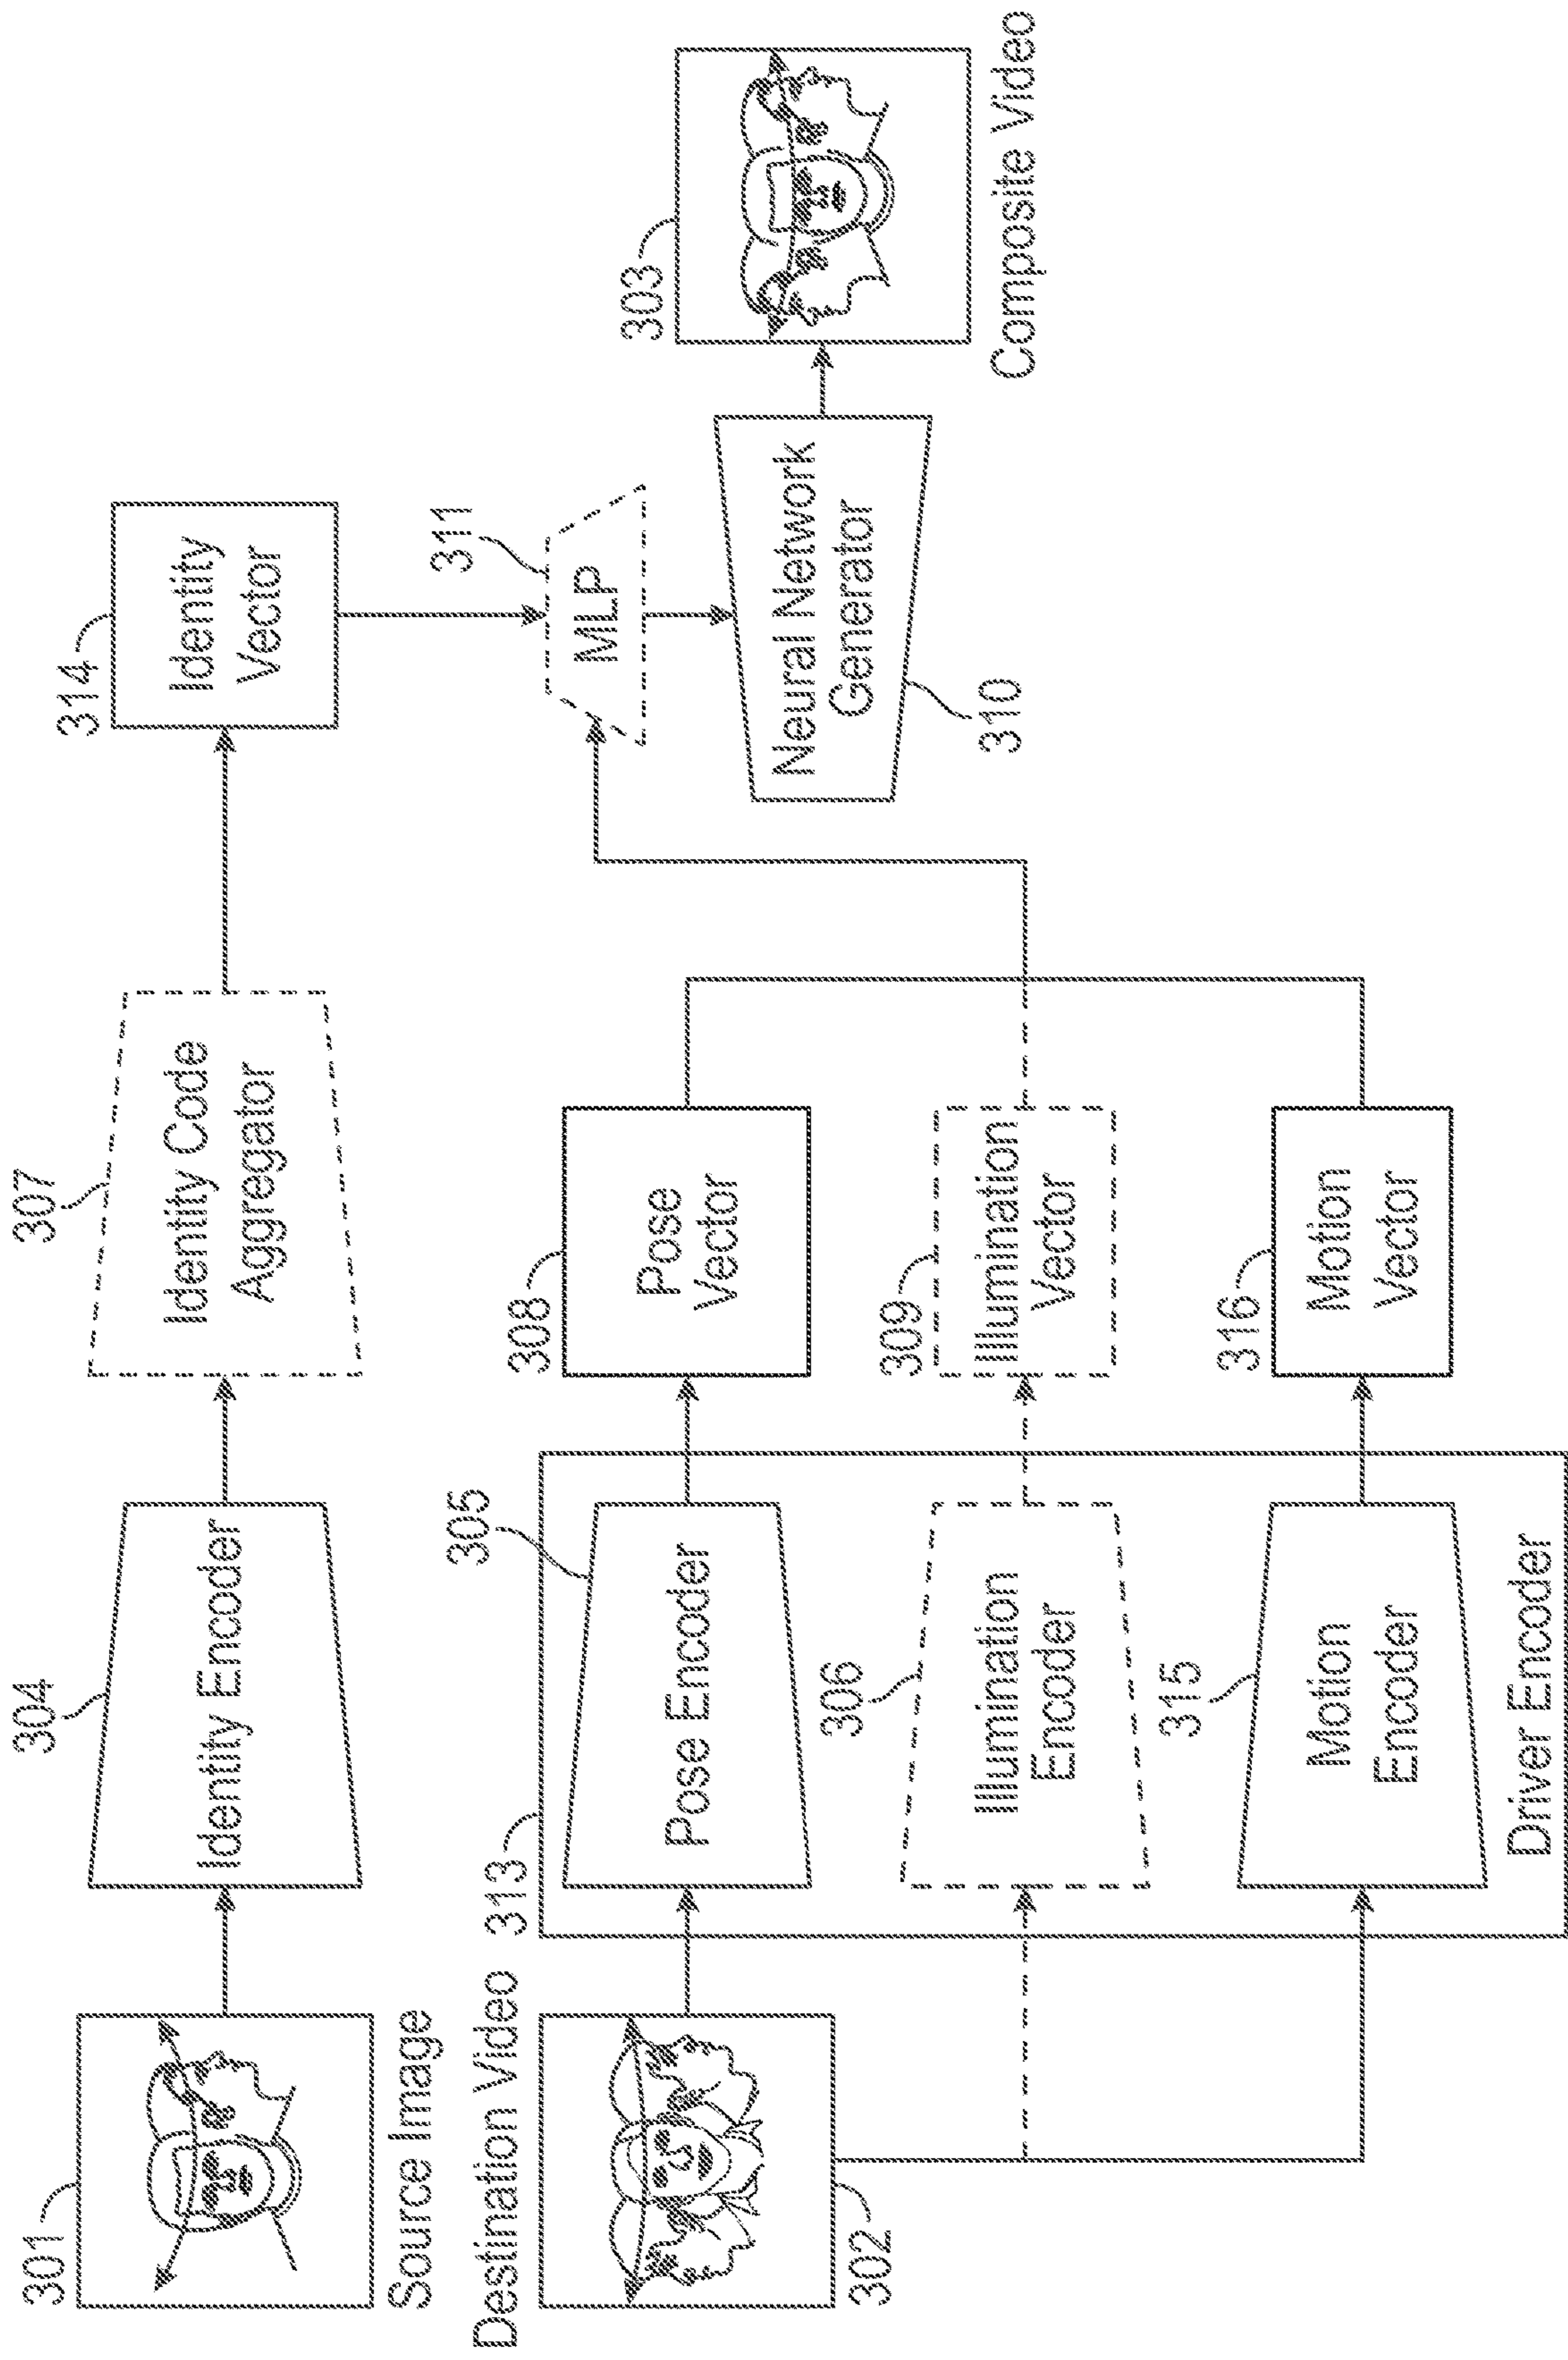 301
Source Image
304
Identity Encoder
307
Identity Code
Aggregator
314
Identity
Vector
Destination Video
302
313
305
Pose Encoder
306
Illumination
Encoder
315
Motion
Encoder
Driver Encoder
308
Pose
Vector
309
Illumination
Vector
316
Motion
Vector
311
MLP
Neural Network
Generator
310
303
Composite Video